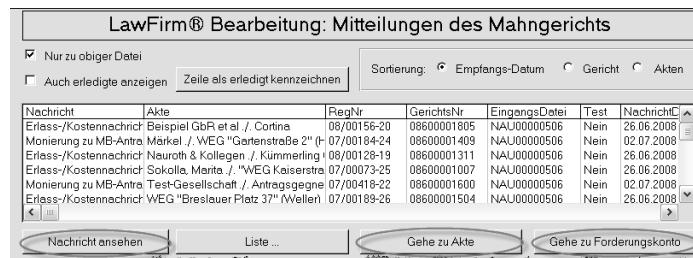 LawFirm® Bearbeitung: Mitteilungen des Mahngerichts
Nur zu obiger Datei
Auch erledigte anzeigen Zeile als erledigt kennzeichnen Sortierung: Empfangs-Datum Gericht Akten
Nachricht Akte RegNr GerichtsNr EingangsDatei Test NachrichtD
Erlass-/Kostennachrich Beispiel GbR et al ./. Cortina 08/00156-20 08600001805 NAU00000506 Nein 26.06.2008
Monierung zu MB-Antra Märkel ./. WEG "Gartenstraße 2" (H 07/00184-24 08600001409 NAU00000506 Nein 02.07.2008
Erlass-/Kostennachrich Nauroth & Kollegen ./. Kümmerling 08/00128-19 08600001311 NAU00000506 Nein 26.06.2008
Erlass-/Kostennachrich Sokolla, Marita ./. "WEG Kaiserstra 07/00073-25 08600001007 NAU00000506 Nein 26.06.2008
Monierung zu MB-Antra Test-Gesellschaft ./. Antragsgegne 07/00418-22 08600001600 NAU00000506 Nein 02.07.2008
Erlass-/Kostennachrich WEG "Breslauer Platz 37" (Weller) 07/00189-26 08600001504 NAU00000506 Nein 26.06.2008
Nachricht ansehen Liste ... Gehe zu Akte Gehe zu Forderungskonto